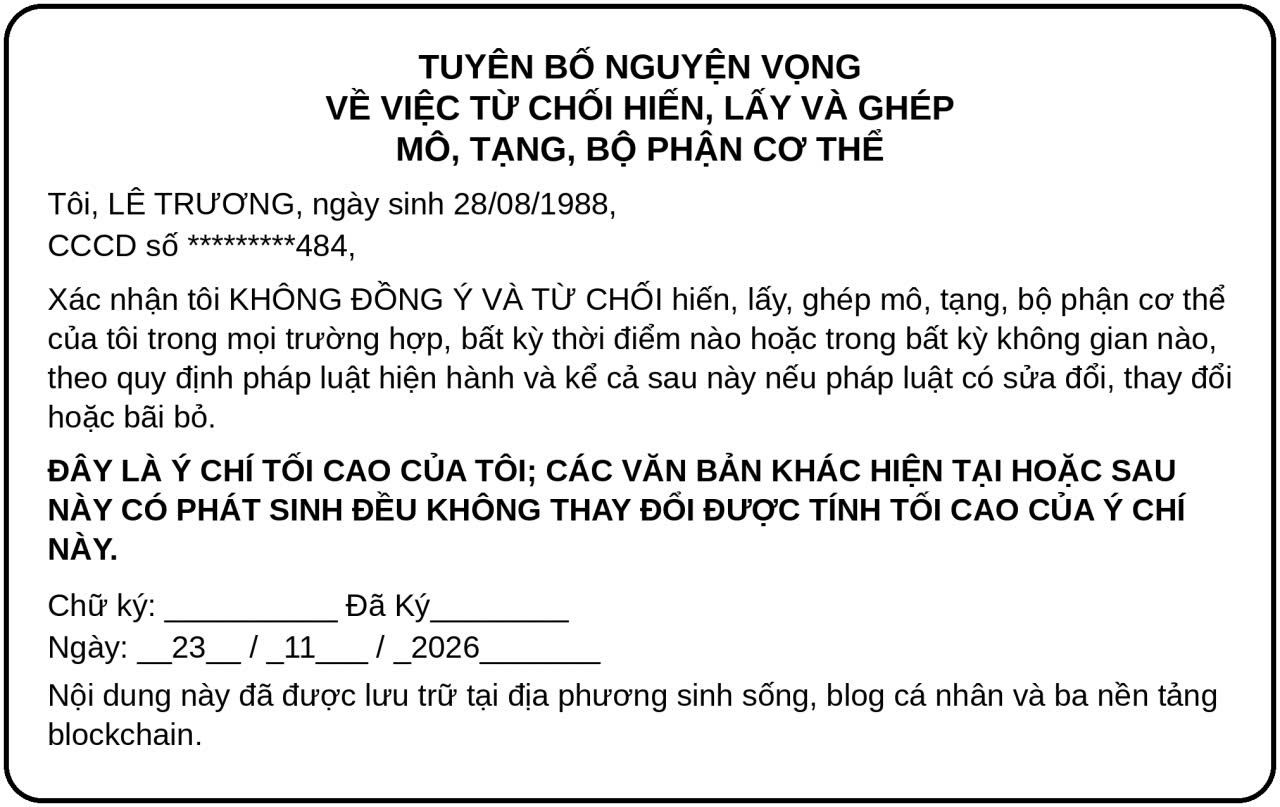 TUYÊN BỐ NGUYỆN VỌNG
VỀ VIỆC TỪ CHỐI HIẾN, LẤY VÀ GHÉP
MÔ, TẠNG, BỘ PHẬN CƠ THỂ
Tôi, LÊ TRƯƠNG, ngày sinh 28/08/1988,
CCCD số *********484,
Xác nhận tôi KHÔNG ĐỒNG Ý VÀ TỪ CHỐI hiến, lấy, ghép mô, tạng, bộ phận cơ thể
của tôi trong mọi trường hợp, bất kỳ thời điểm nào hoặc trong bất kỳ không gian nào,
theo quy định pháp luật hiện hành và kể cả sau này nếu pháp luật có sửa đổi, thay đổi
hoặc bãi bỏ.
ĐÂY LÀ Ý CHÍ TỐI CAO CỦA TÔI; CÁC VĂN BẢN KHÁC HIỆN TẠI HOẶC SAU
NÀY CÓ PHÁT SINH ĐỀU KHÔNG THAY ĐỔI ĐƯỢC TÍNH TỐI CAO CỦA Ý CHÍ
NÀY.
Chữ ký: __________ Đã Ký________
Ngày: __23__ / _11___ / _2026_______
Nội dung này đã được lưu trữ tại địa phương sinh sống, blog cá nhân và ba nền tảng
blockchain.